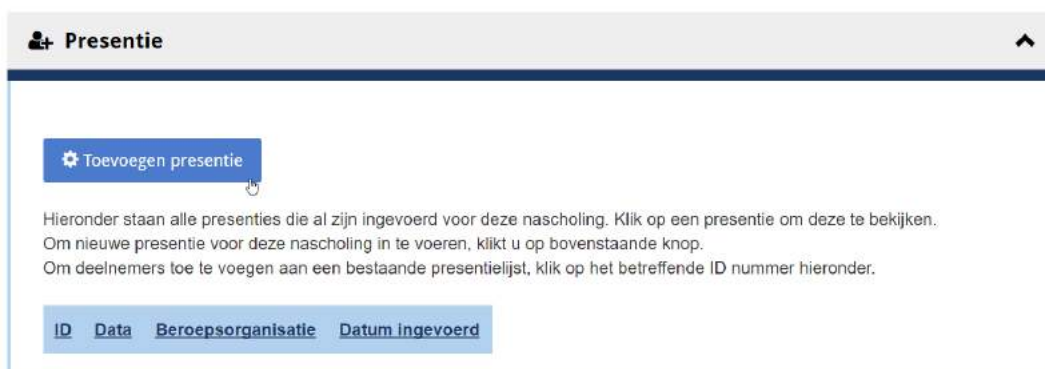 Presentie
Toevoegen presentie
Hieronder staan alle presenties die al zijn ingevoerd voor deze nascholing. Klik op een presentie om deze te bekijken.
Om nieuwe presentie voor deze nascholing in te voeren, klikt u op bovenstaande knop.
Om deelnemers toe te voegen aan een bestaande presentielijst, klik op het betreffende ID nummer hieronder.
ID Data Beroepsorganisatie Datum ingevoerd